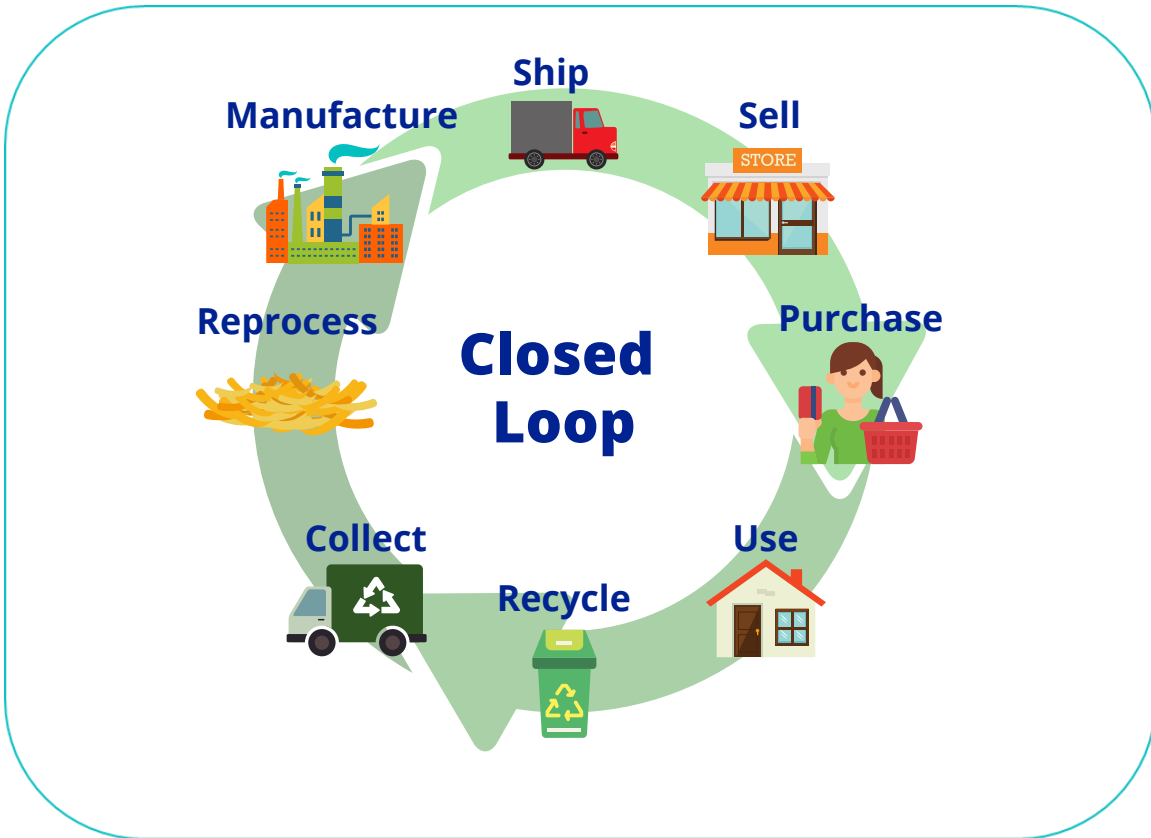 Ship
Manufacture
Sell
STORE
Reprocess
Purchase
Closed
Loop
Collect
Use
Recycle